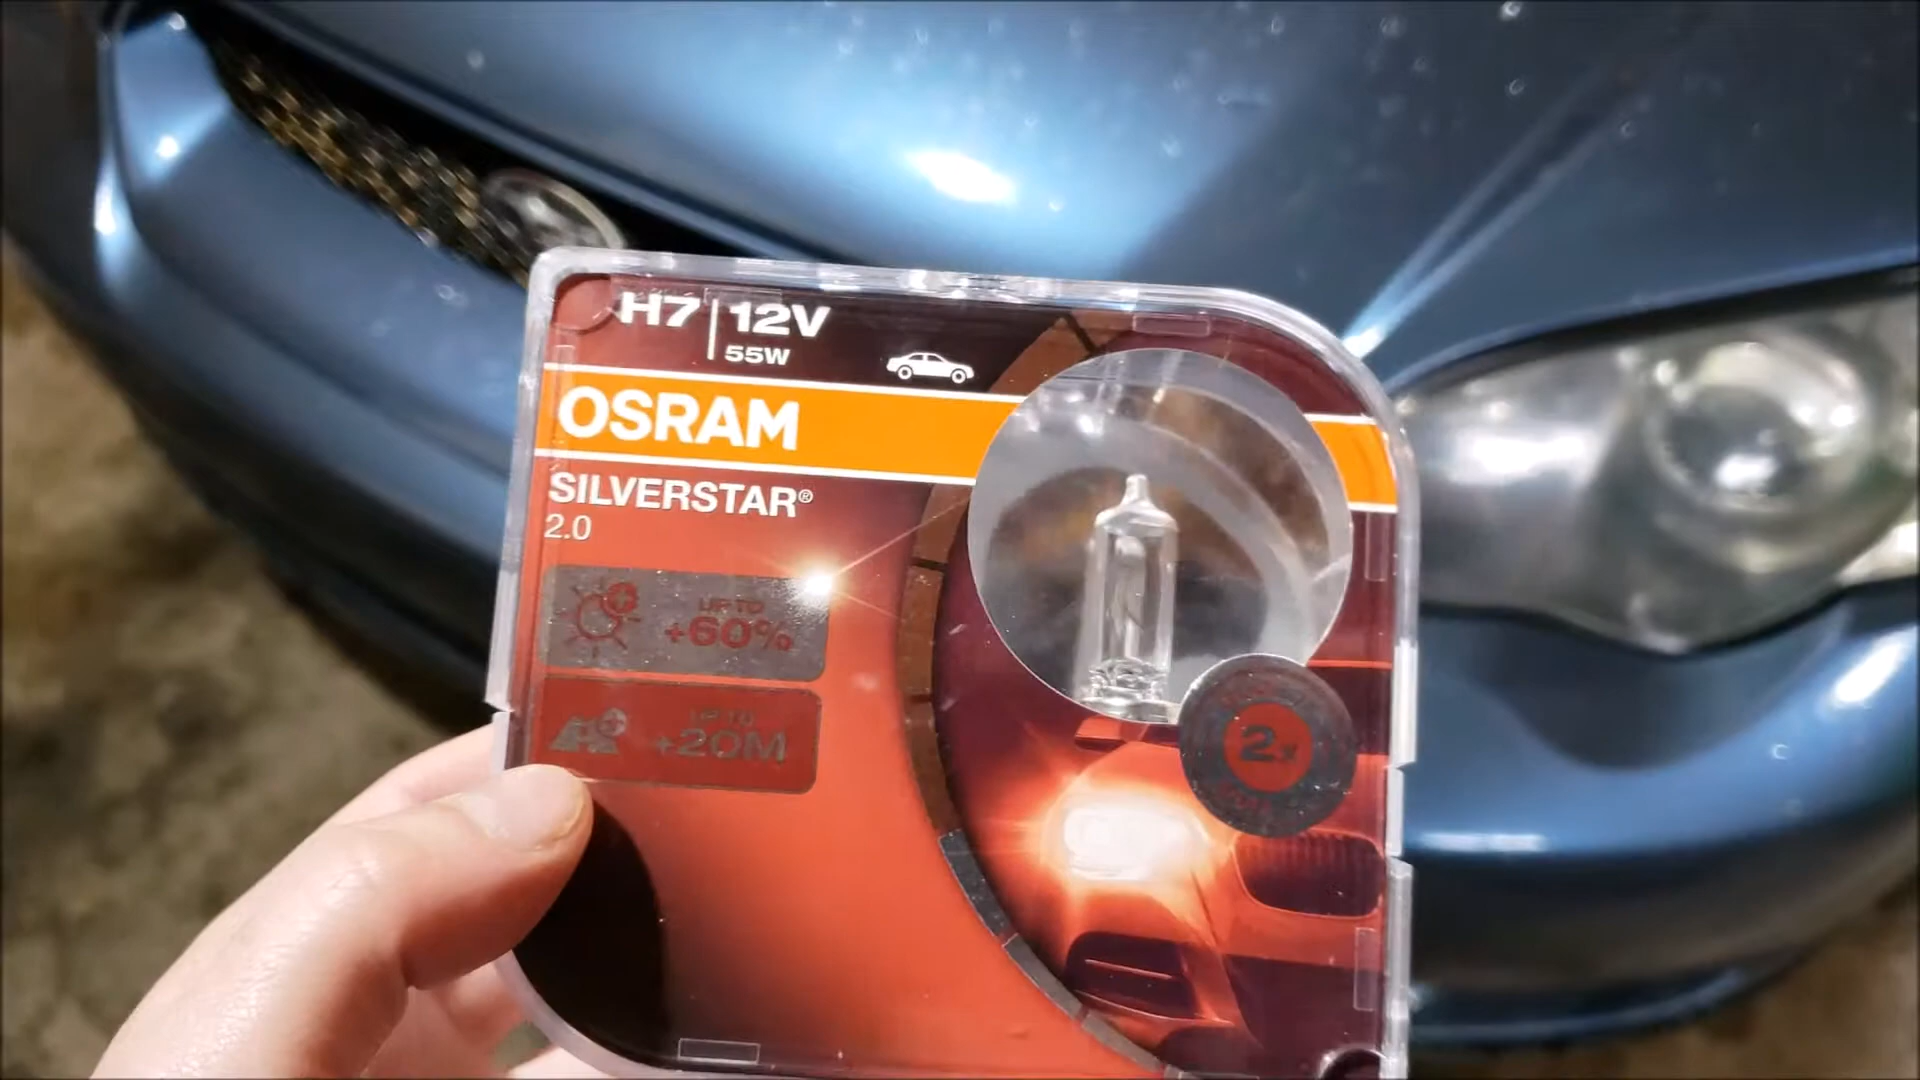 H7 12V
55W
OSRAM
SILVERSTAR®
2.0
UP TO
+60%
UP TO
+20M
2x